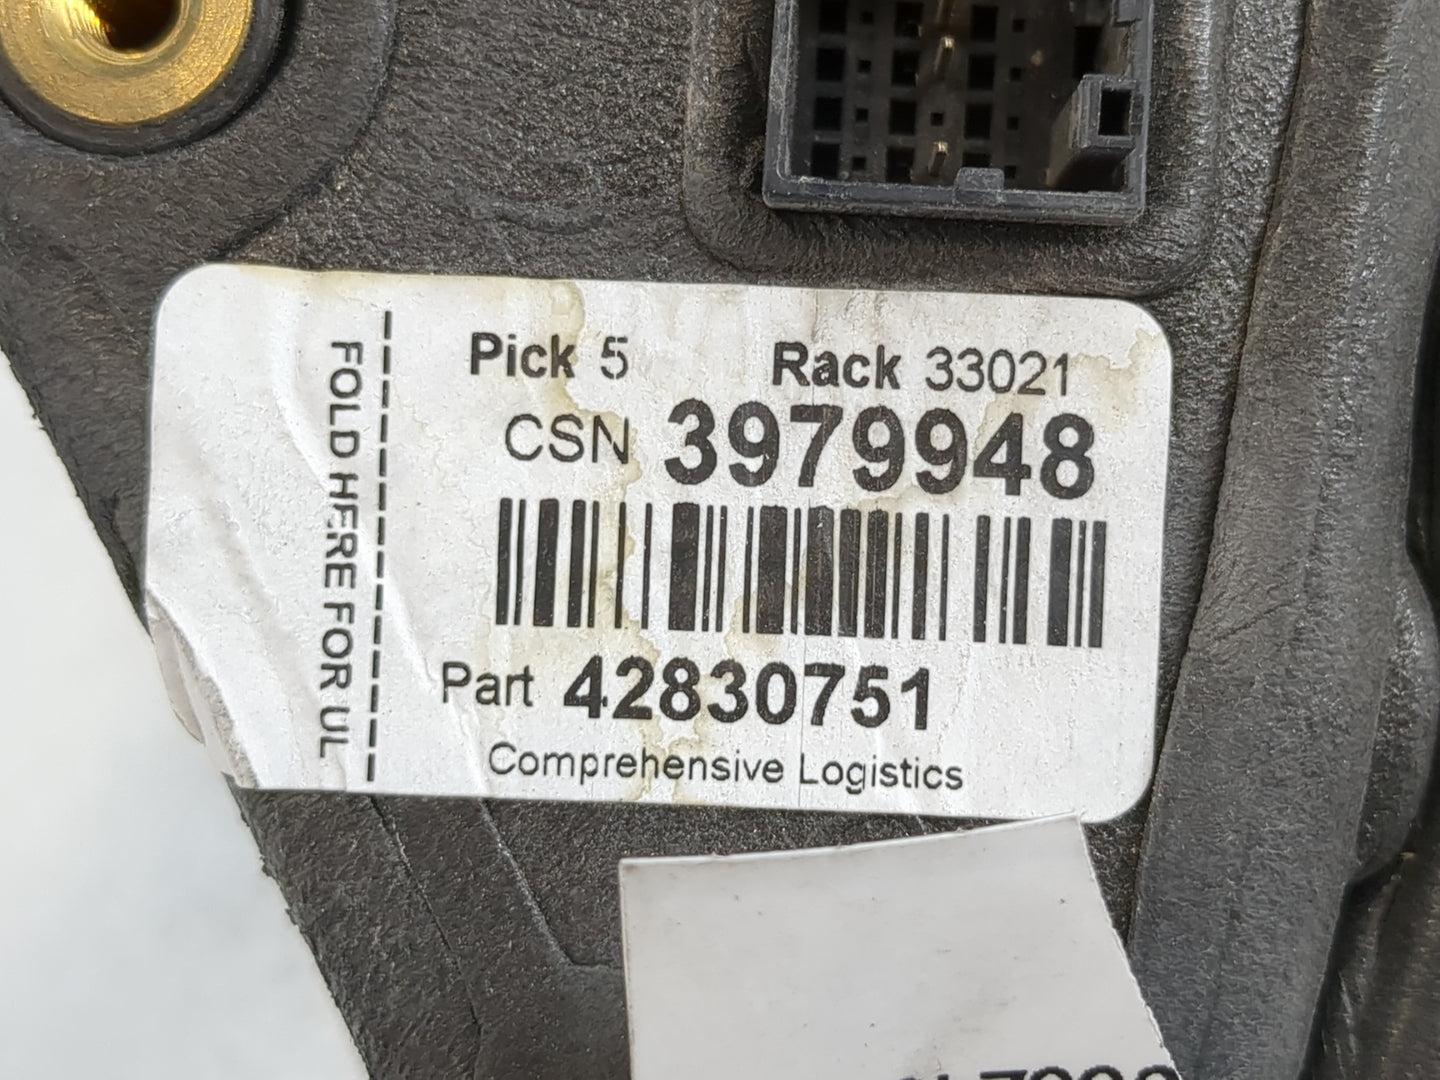 Pick 5 Rack 33021
CSN 3979948
Part 42830751
Comprehensive Logistics
FOLD HERE FOR UL